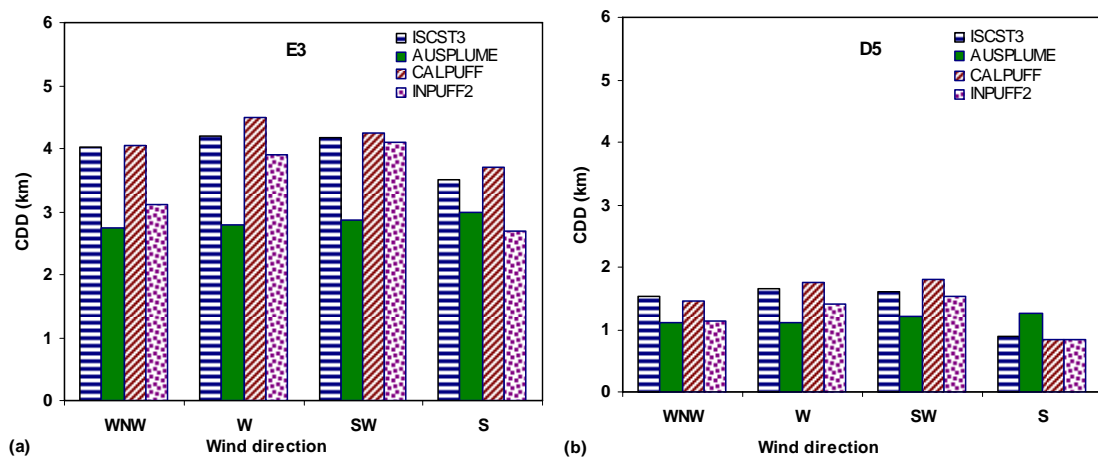 E3
ISCST3
AUSPLUME
CALPUFF
INPUFF2
6
5
4
3
2
1
0
CDD (km)
WNW W SW S
Wind direction
(a)
D5
ISCST3
AUSPLUME
CALPUFF
INPUFF2
6
5
4
3
2
1
0
CDD (km)
WNW W SW S
Wind direction
(b)